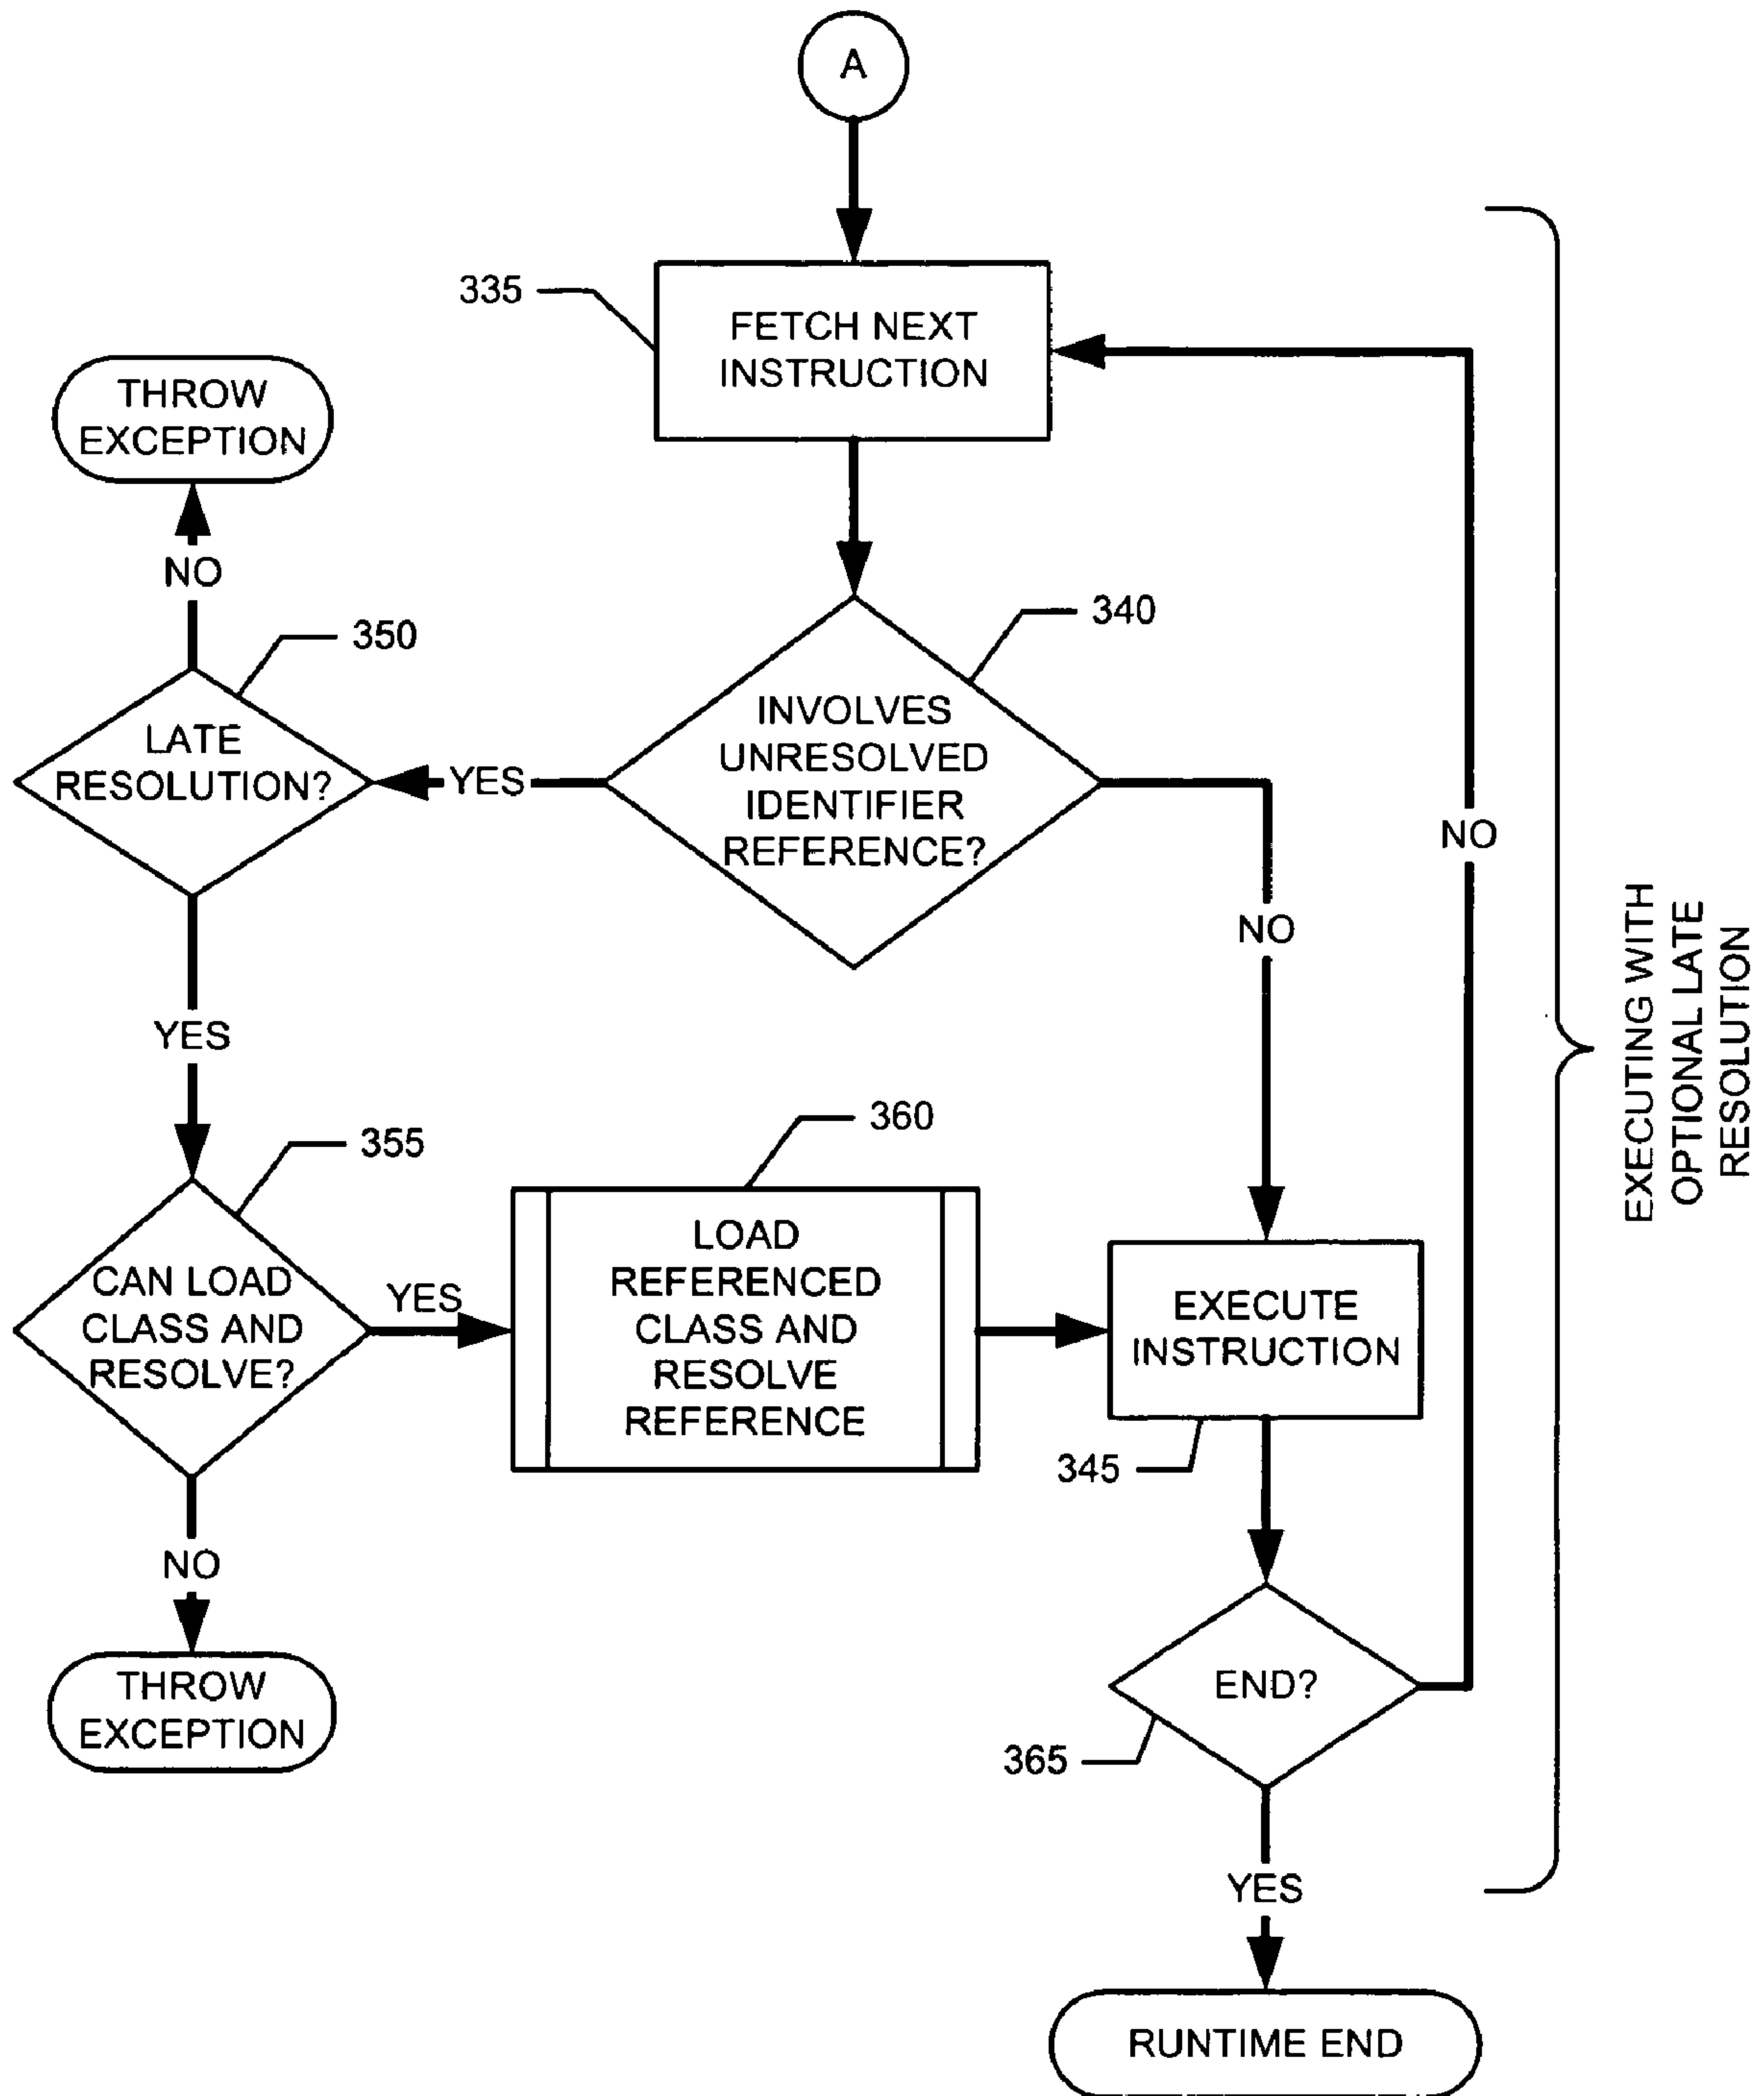 A
335
FETCH NEXT
INSTRUCTION
THROW
EXCEPTION
NO
350
340
LATE
RESOLUTION?
YES
INVOLVES
UNRESOLVED
IDENTIFIER
REFERENCE?
NO
NO
YES
355
360
CAN LOAD
CLASS AND
RESOLVE?
YES
LOAD
REFERENCED
CLASS AND
RESOLVE
REFERENCE
EXECUTE
INSTRUCTION
345
NO
THROW
EXCEPTION
END?
365
YES
RUNTIME END
EXECUTING WITH
OPTIONAL LATE
RESOLUTION